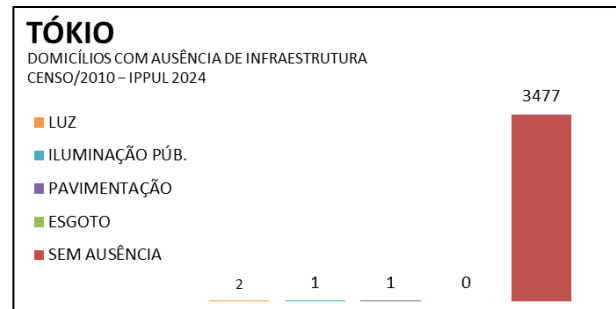 TÓKIO
DOMICÍLIOS COM AUSÊNCIA DE INFRAESTRUTURA
CENSO/2010 – IPPUL 2024
LUZ
ILUMINAÇÃO PÚB.
PAVIMENTAÇÃO
ESGOTO
SEM AUSÊNCIA
2
1
1
0
3477